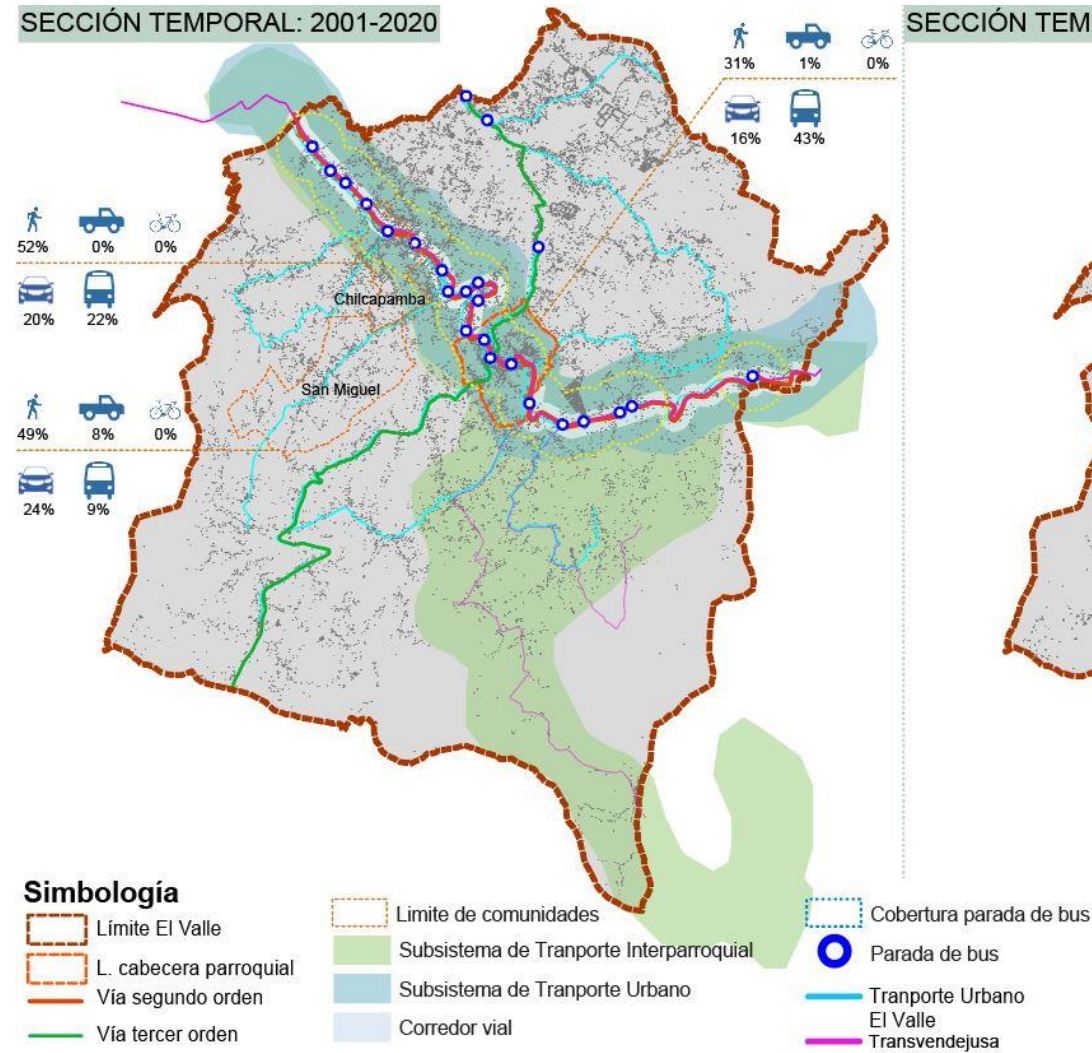 SECCIÓN TEMPORAL: 2001-2020
SECCIÓN TEM
31% 1% 0%
16% 43%
52% 0% 0%
20% 22%
Chilcapamba
San Miguel
49% 8% 0%
24% 9%
Simbología
Límite El Valle
L. cabecera parroquial
Vía segundo orden
Vía tercer orden
Limite de comunidades
Subsistema de Tranporte Interparroquial
Subsistema de Tranporte Urbano
Corredor vial
Cobertura parada de bus
Parada de bus
Tranporte Urbano
El Valle
Transvendejusa